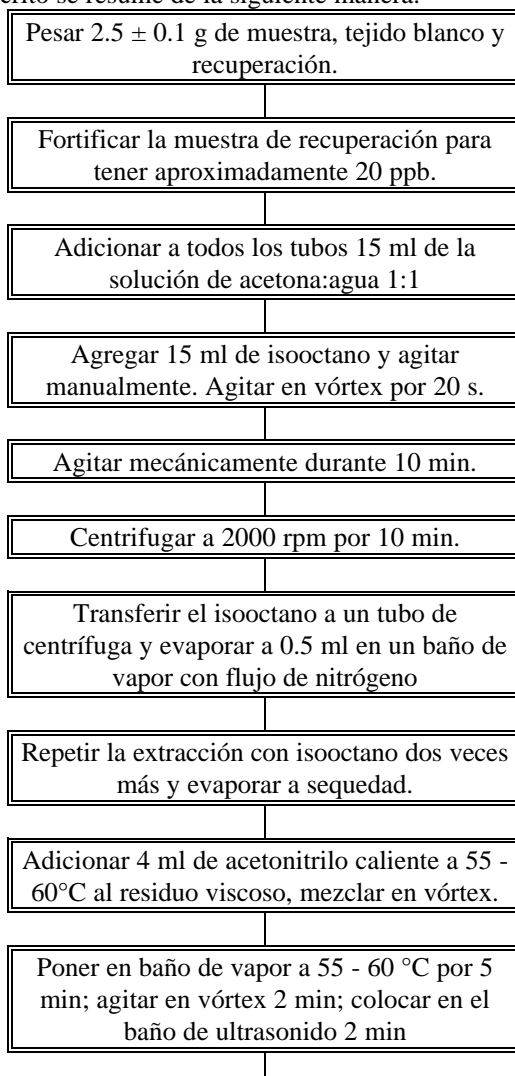 Pesar 2.5 ± 0.1 g de muestra, tejido blanco y
recuperación.
Fortificar la muestra de recuperación para
tener aproximadamente 20 ppb.
Adicionar a todos los tubos 15 ml de la
solución de acetona:agua 1:1
Agregar 15 ml de isooctano y agitar
manualmente. Agitar en vórtex por 20 s.
Agitar mecánicamente durante 10 min.
Centrifugar a 2000 rpm por 10 min.
Transferir el isooctano a un tubo de
centrífuga y evaporar a 0.5 ml en un baño de
vapor con flujo de nitrógeno
Repetir la extracción con isooctano dos veces
más y evaporar a sequedad.
Adicionar 4 ml de acetonitrilo caliente a 55 -
60°C al residuo viscoso, mezclar en vórtex.
Poner en baño de vapor a 55 - 60 °C por 5
min; agitar en vórtex 2 min; colocar en el
baño de ultrasonido 2 min